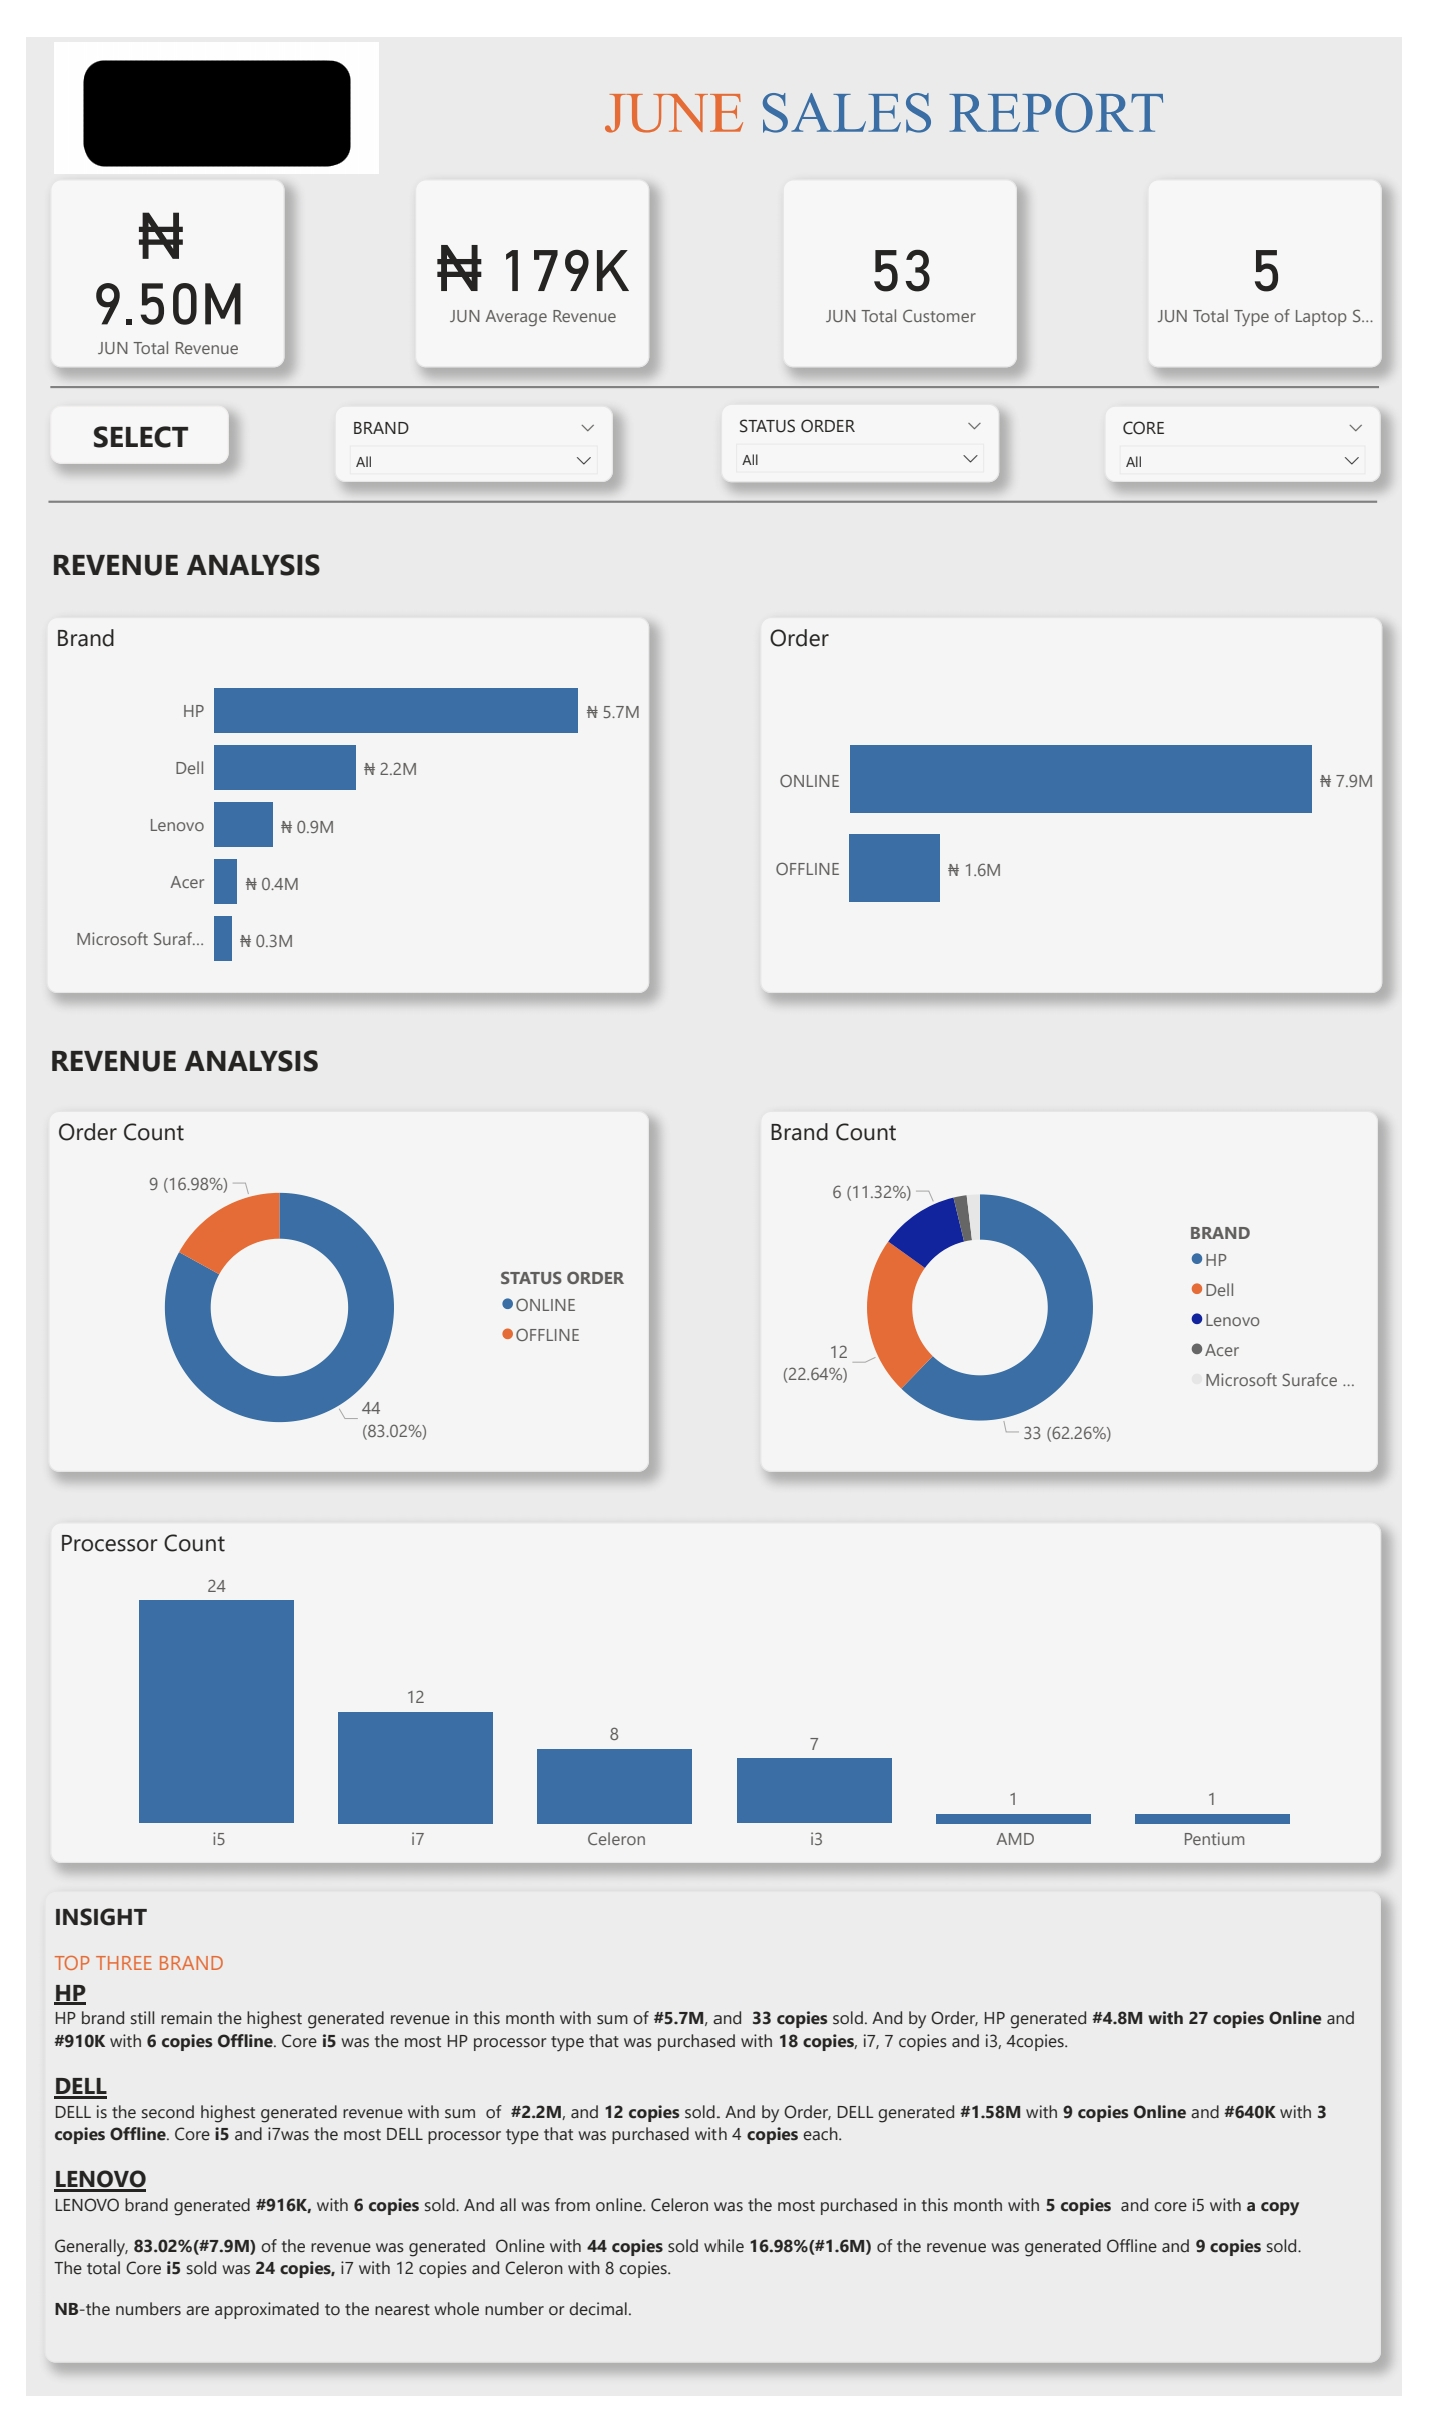 JUNE SALES REPORT
₦
9.50M
JUN Total Revenue
₦ 179K
JUN Average Revenue
53
JUN Total Customer
5
JUN Total Type of Laptop S...
SELECT
BRAND
All
STATUS ORDER
All
CORE
All
REVENUE ANALYSIS
Brand
HP
₦ 5.7M
Dell
₦ 2.2M
Lenovo
₦ 0.9M
Acer
₦ 0.4M
Microsoft Suraf...
₦ 0.3M
Order
ONLINE
₦ 7.9M
OFFLINE
₦ 1.6M
REVENUE ANALYSIS
Order Count
9 (16.98%)
44
(83.02%)
STATUS ORDER
ONLINE
OFFLINE
Brand Count
6 (11.32%)
12
(22.64%)
33 (62.26%)
BRAND
HP
Dell
Lenovo
Acer
Microsoft Surafce ...
Processor Count
24
12
8
7
1
1
i5
i7
Celeron
i3
AMD
Pentium
INSIGHT
TOP THREE BRAND
HP
HP brand still remain the highest generated revenue in this month with sum of #5.7M, and 33 copies sold. And by Order, HP generated #4.8M with 27 copies Online and
#910K with 6 copies Offline. Core i5 was the most HP processor type that was purchased with 18 copies, i7, 7 copies and i3, 4copies.
DELL
DELL is the second highest generated revenue with sum of #2.2M, and 12 copies sold. And by Order, DELL generated #1.58M with 9 copies Online and #640K with 3
copies Offline. Core i5 and i7was the most DELL processor type that was purchased with 4 copies each.
LENOVO
LENOVO brand generated #916K, with 6 copies sold. And all was from online. Celeron was the most purchased in this month with 5 copies and core i5 with a copy
Generally, 83.02%(#7.9M) of the revenue was generated Online with 44 copies sold while 16.98%(#1.6M) of the revenue was generated Offline and 9 copies sold.
The total Core i5 sold was 24 copies, i7 with 12 copies and Celeron with 8 copies.
NB-the numbers are approximated to the nearest whole number or decimal.